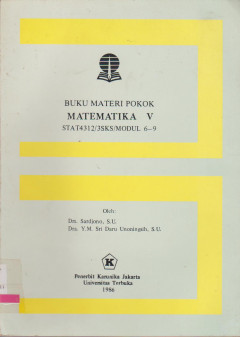 BUKU MATERI POKOK
MATEMATIKA V
STAT4312/3SKS/MODUL 6–9
Oleh:
Drs. Sardjono, S.U.
Dra. Y.M. Sri Daru Unoningsih, S.U.
K
Penerbit Karunika Jakarta
Universitas Terbuka
1986